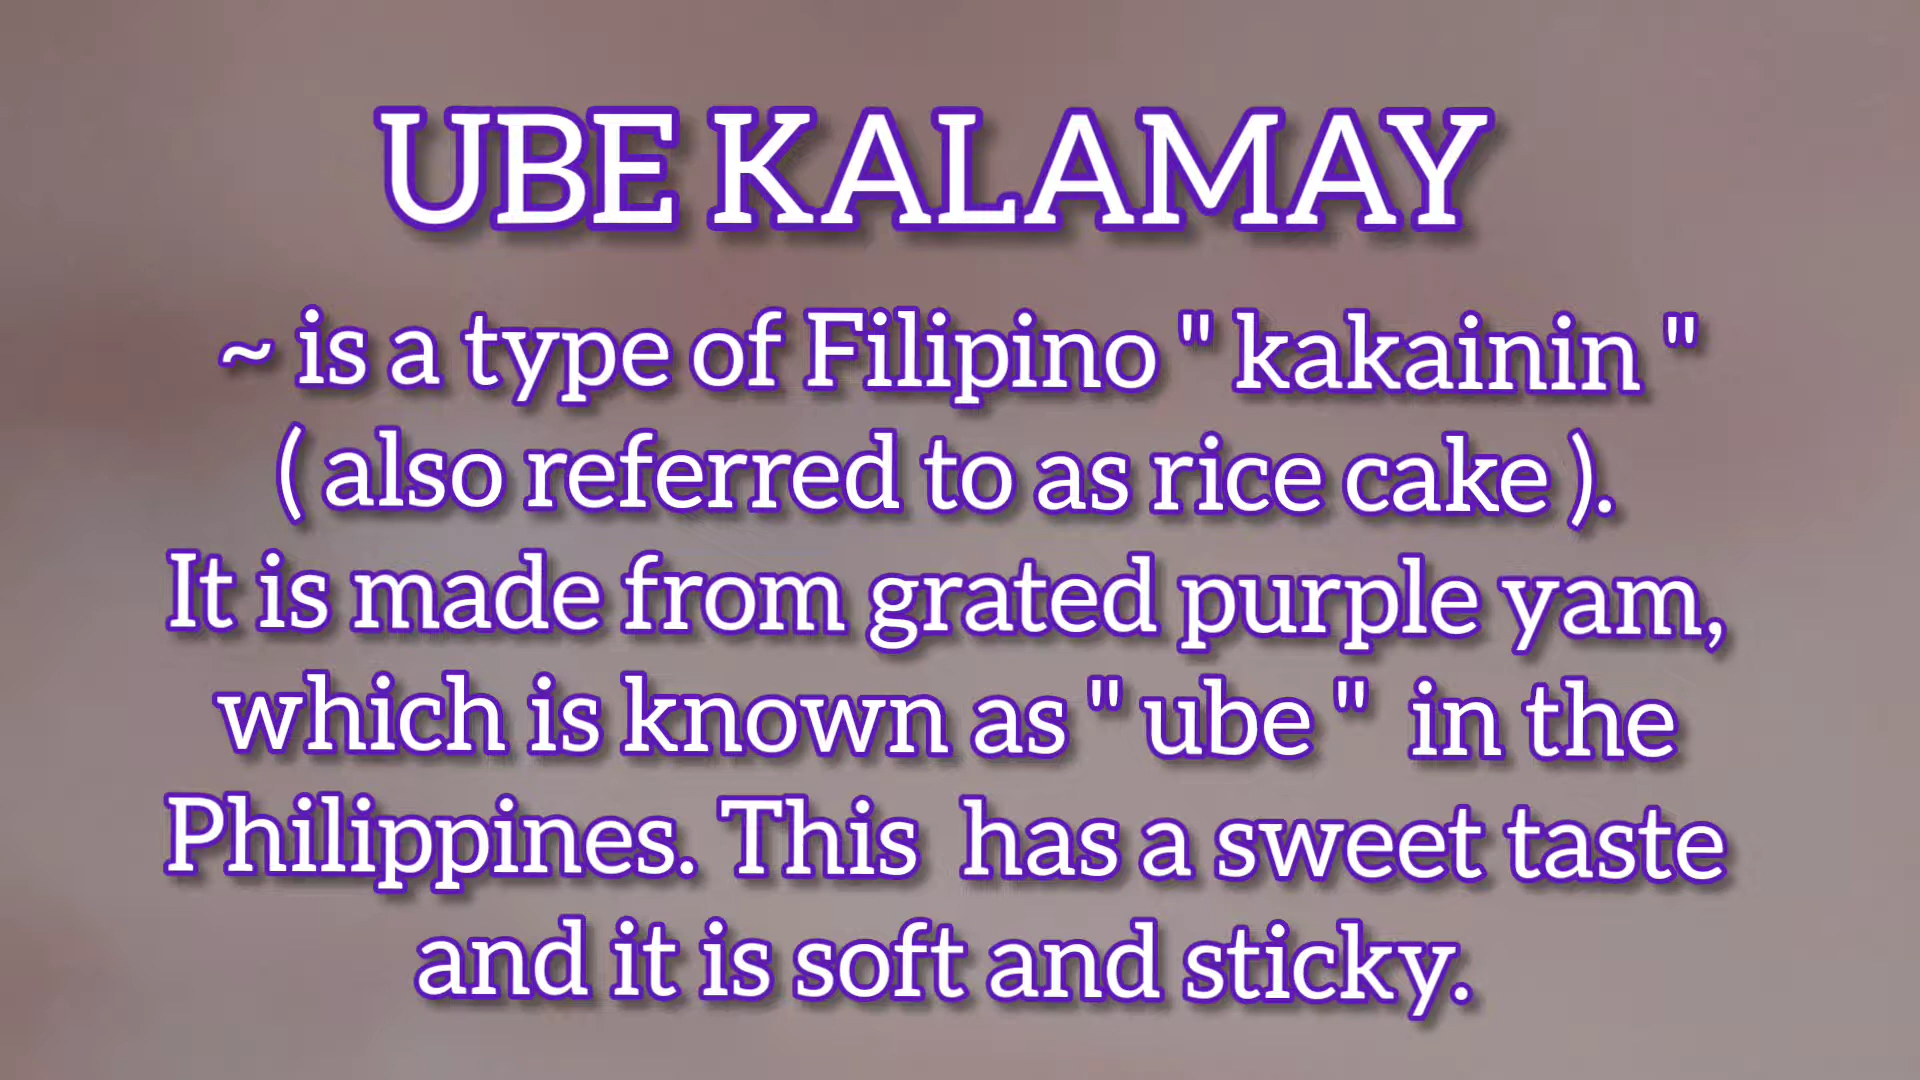 UBE KALAMAY
~ is a type of Filipino " kakainin "
( also referred to as rice cake ).
It is made from grated purple yam,
which is known as " ube " in the
Philippines. This has a sweet taste
and it is soft and sticky.